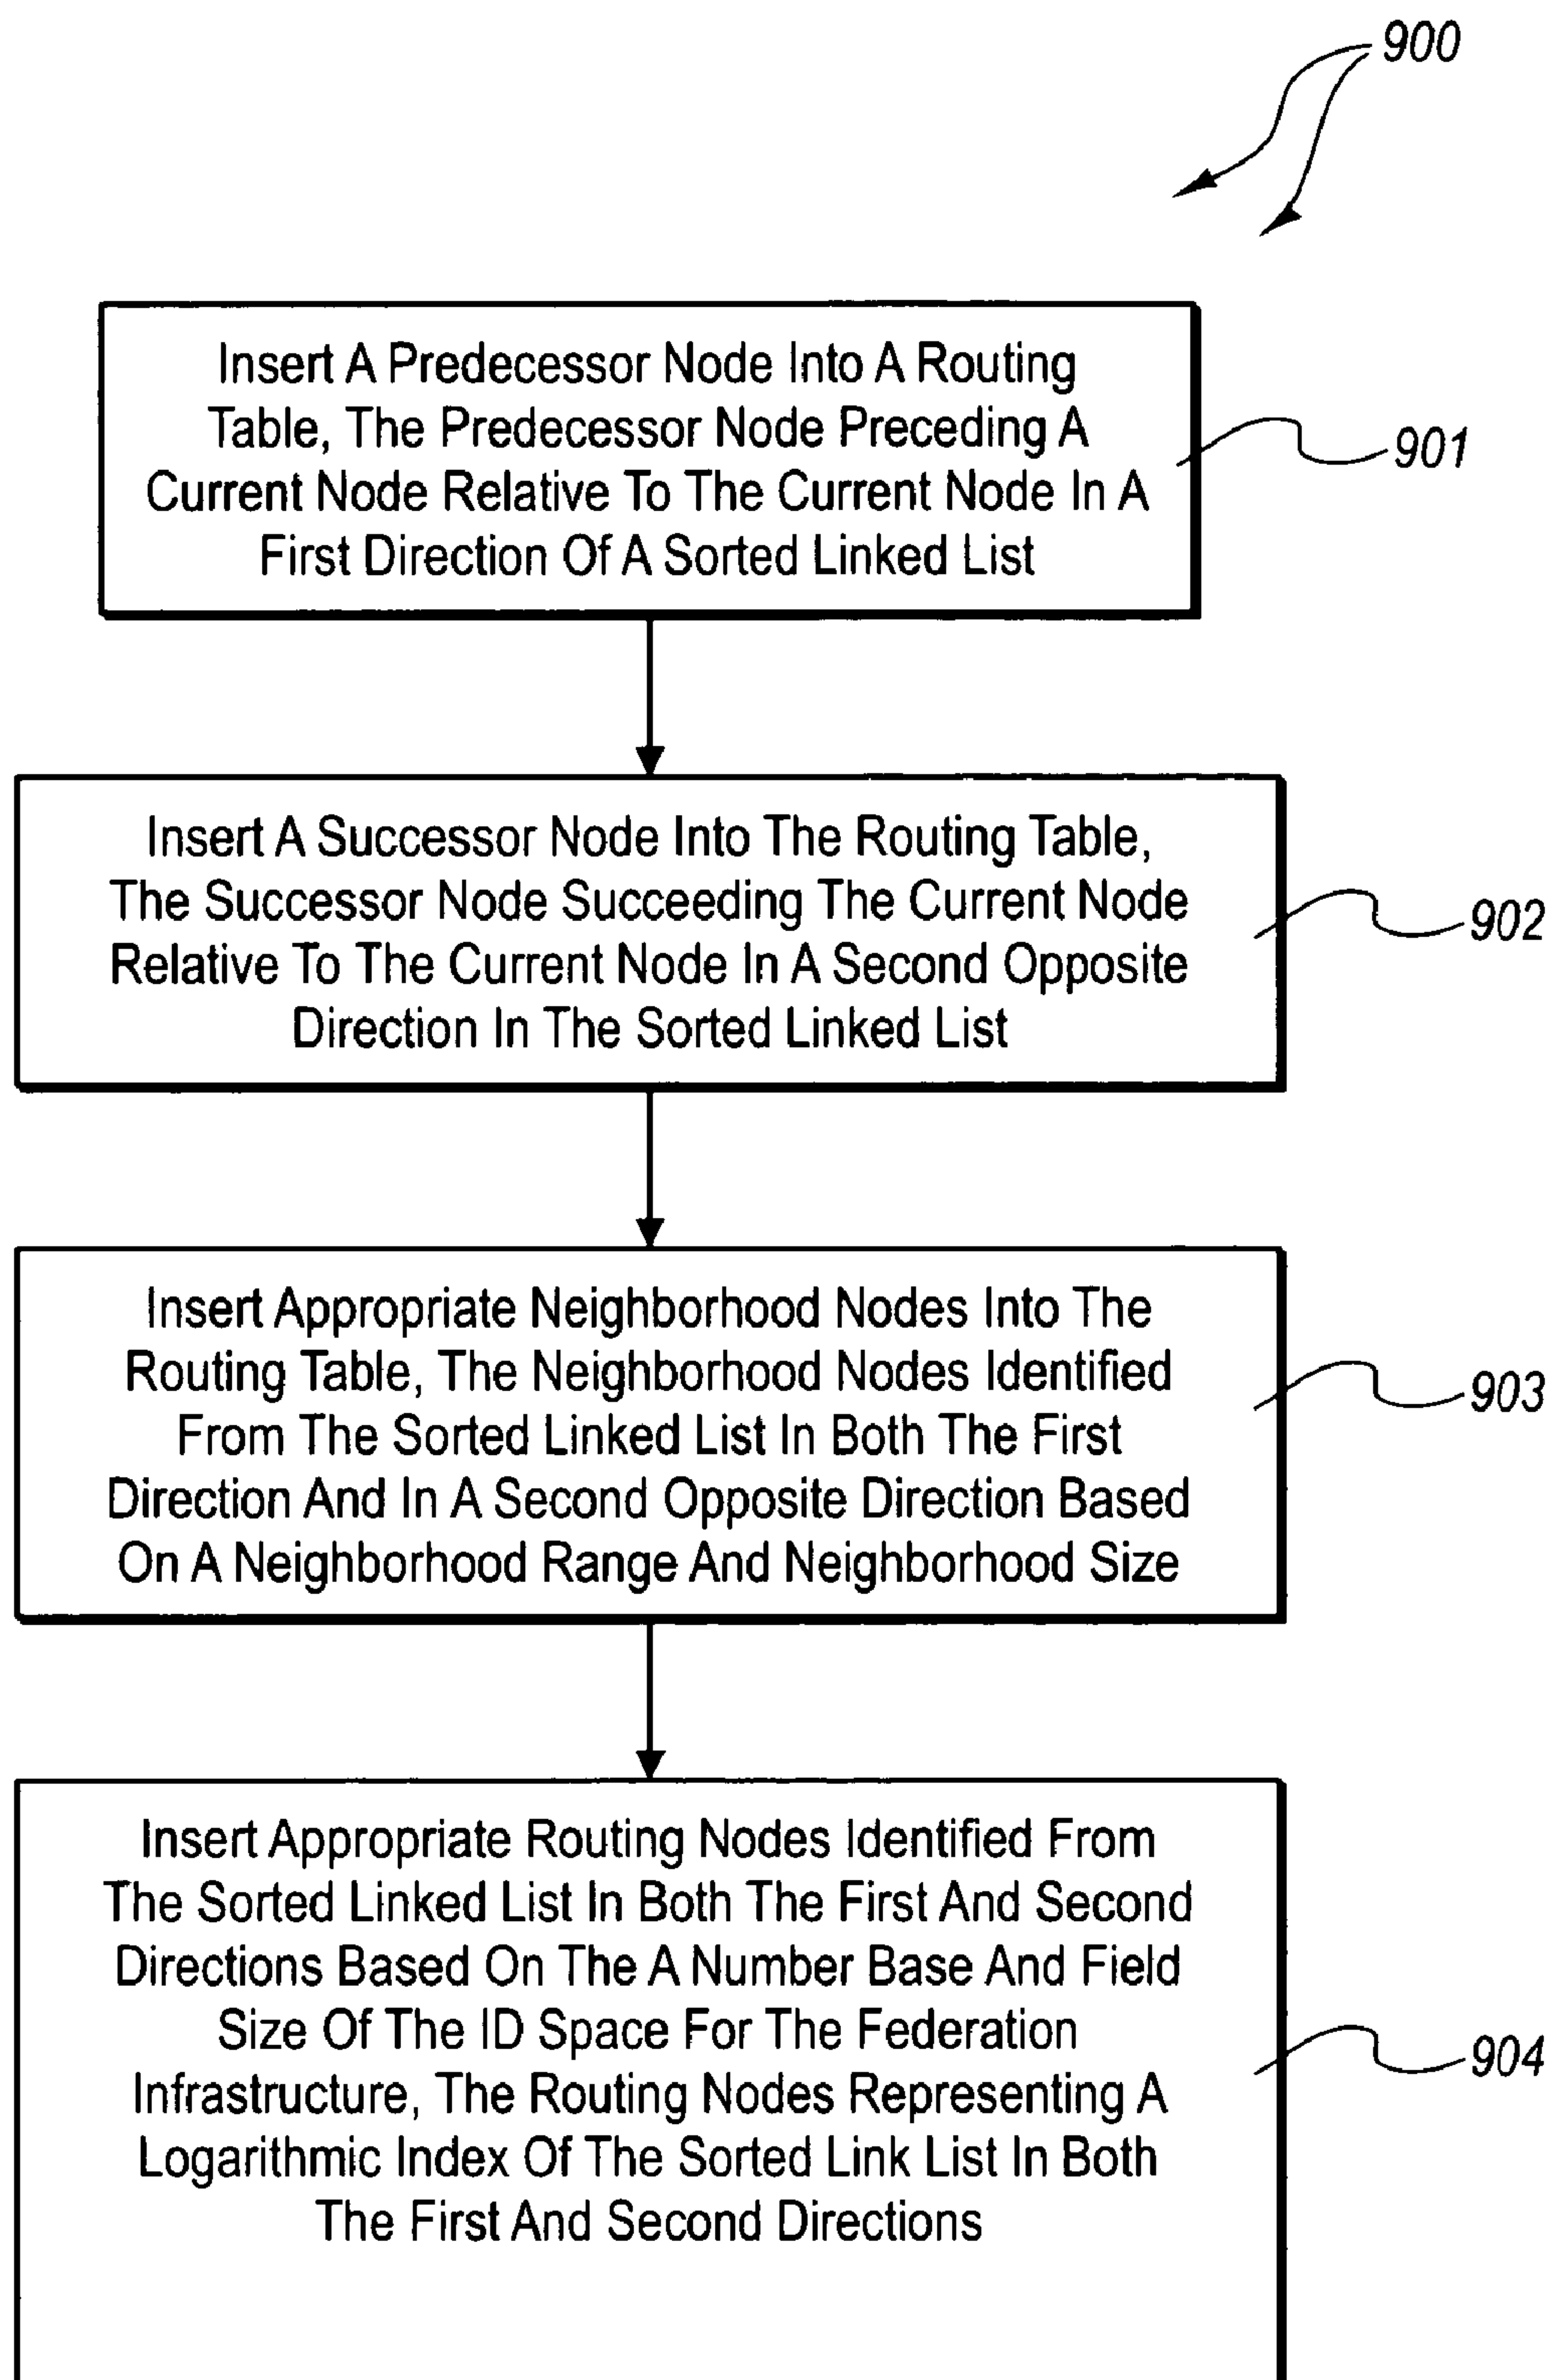 900
Insert A Predecessor Node Into A Routing
Table, The Predecessor Node Preceding A
Current Node Relative To The Current Node In A
First Direction Of A Sorted Linked List
901
Insert A Successor Node Into The Routing Table,
The Successor Node Succeeding The Current Node
Relative To The Current Node In A Second Opposite
Direction In The Sorted Linked List
902
Insert Appropriate Neighborhood Nodes Into The
Routing Table, The Neighborhood Nodes Identified
From The Sorted Linked List In Both The First
Direction And In A Second Opposite Direction Based
On A Neighborhood Range And Neighborhood Size
903
Insert Appropriate Routing Nodes Identified From
The Sorted Linked List In Both The First And Second
Directions Based On The A Number Base And Field
Size Of The ID Space For The Federation
Infrastructure, The Routing Nodes Representing A
Logarithmic Index Of The Sorted Link List In Both
The First And Second Directions
904